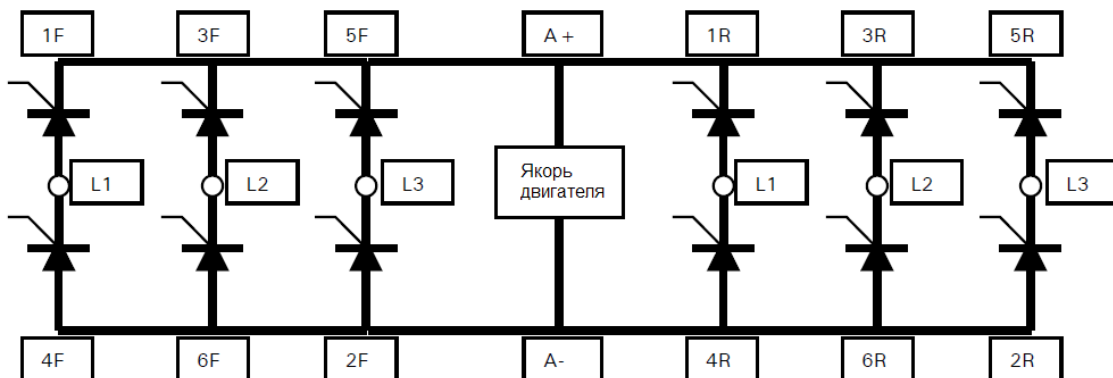 1F 3F 5F A + 1R 3R 5R
L1 L2 L3 Якорь двигателя L1 L2 L3
4F 6F 2F A- 4R 6R 2R